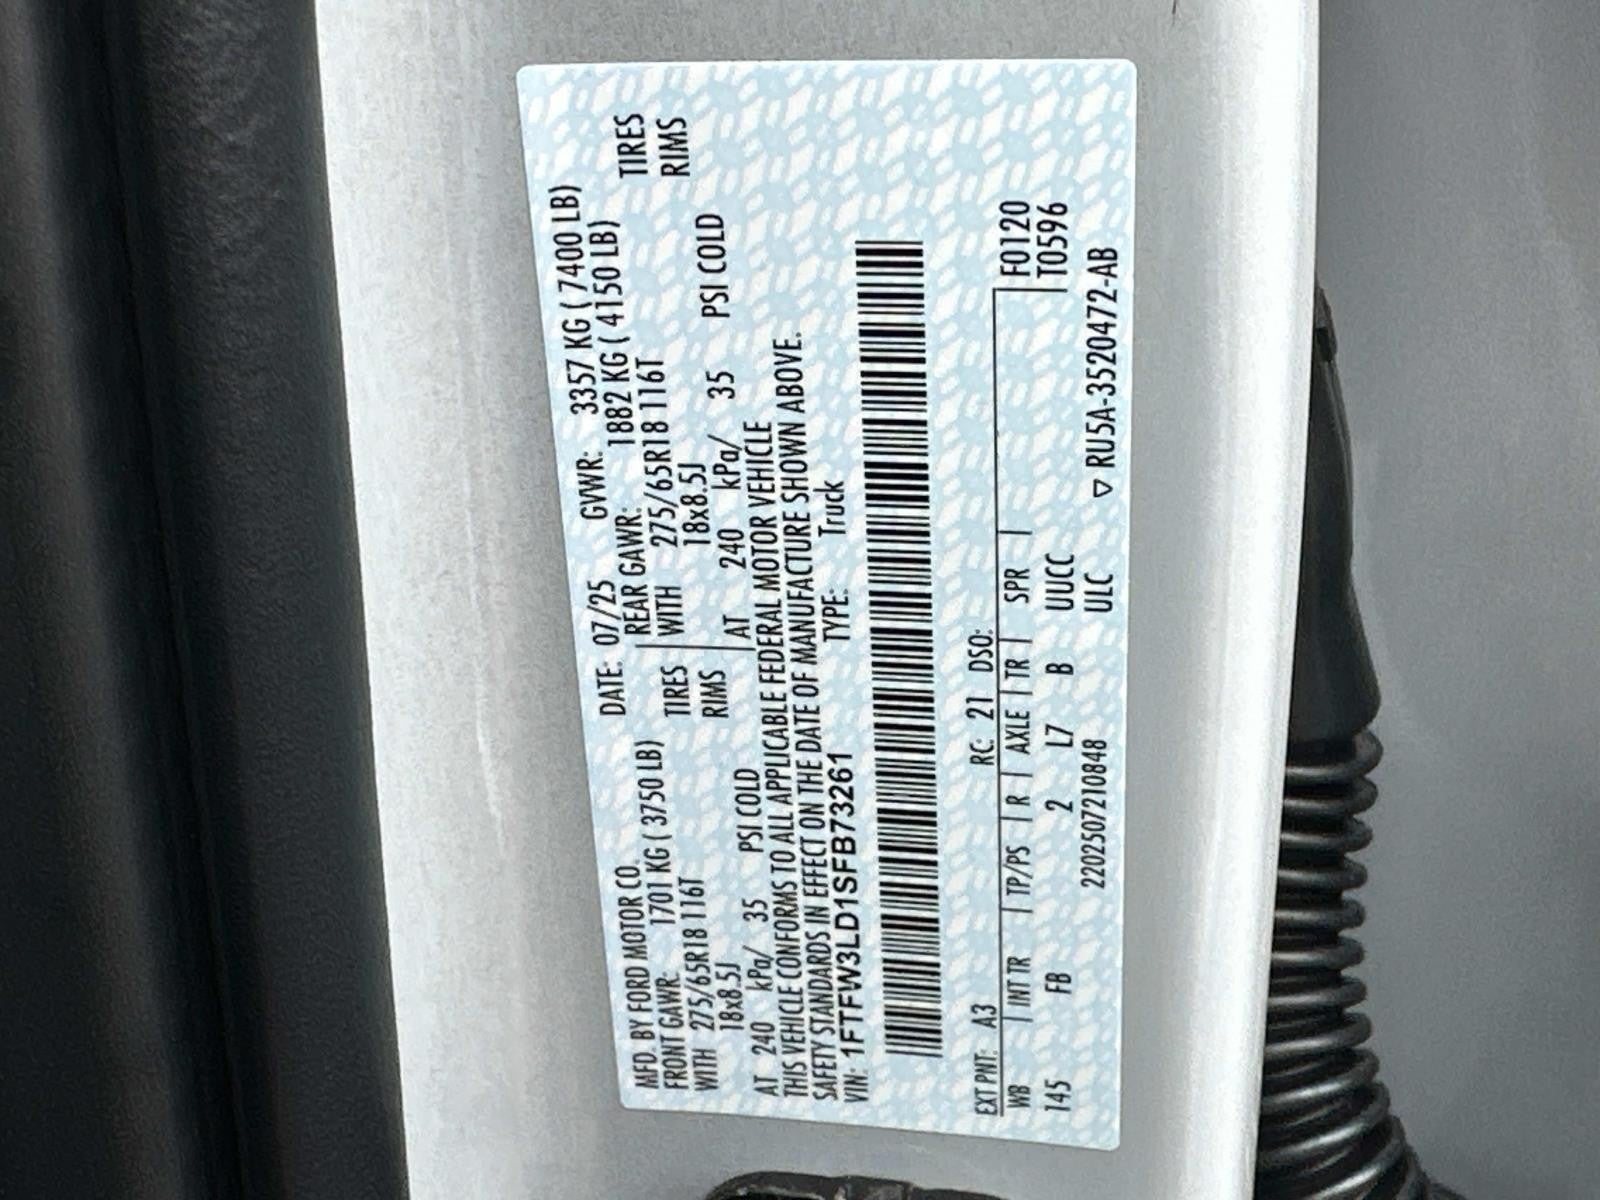 MFD. BY FORD MOTOR CO. DATE: 07/25 GVWR: 3357 KG ( 7400 LB)
FRONT GAWR: 1701 KG ( 3750 LB) REAR GAWR: 1882 KG ( 4150 LB)
WITH 275/65R18 116T TIRES WITH 275/65R18 116T TIRES
18x8.5J RIMS 18x8.5J RIMS
AT 240 kPa/ 35 PSI COLD AT 240 kPa/ 35 PSI COLD
THIS VEHICLE CONFORMS TO ALL APPLICABLE FEDERAL MOTOR VEHICLE
SAFETY STANDARDS IN EFFECT ON THE DATE OF MANUFACTURE SHOWN ABOVE.
VIN: 1FTFW3LD1SFB73261 TYPE: Truck
EXT PNT: A3 RC: 21 DSO: F0120
WB | INT TR | TP/PS | R | AXLE | TR | SPR | T0596
145 FB 2 L7 B UUCC
2202507210848 ULC ▽ RU5A-3520472-AB